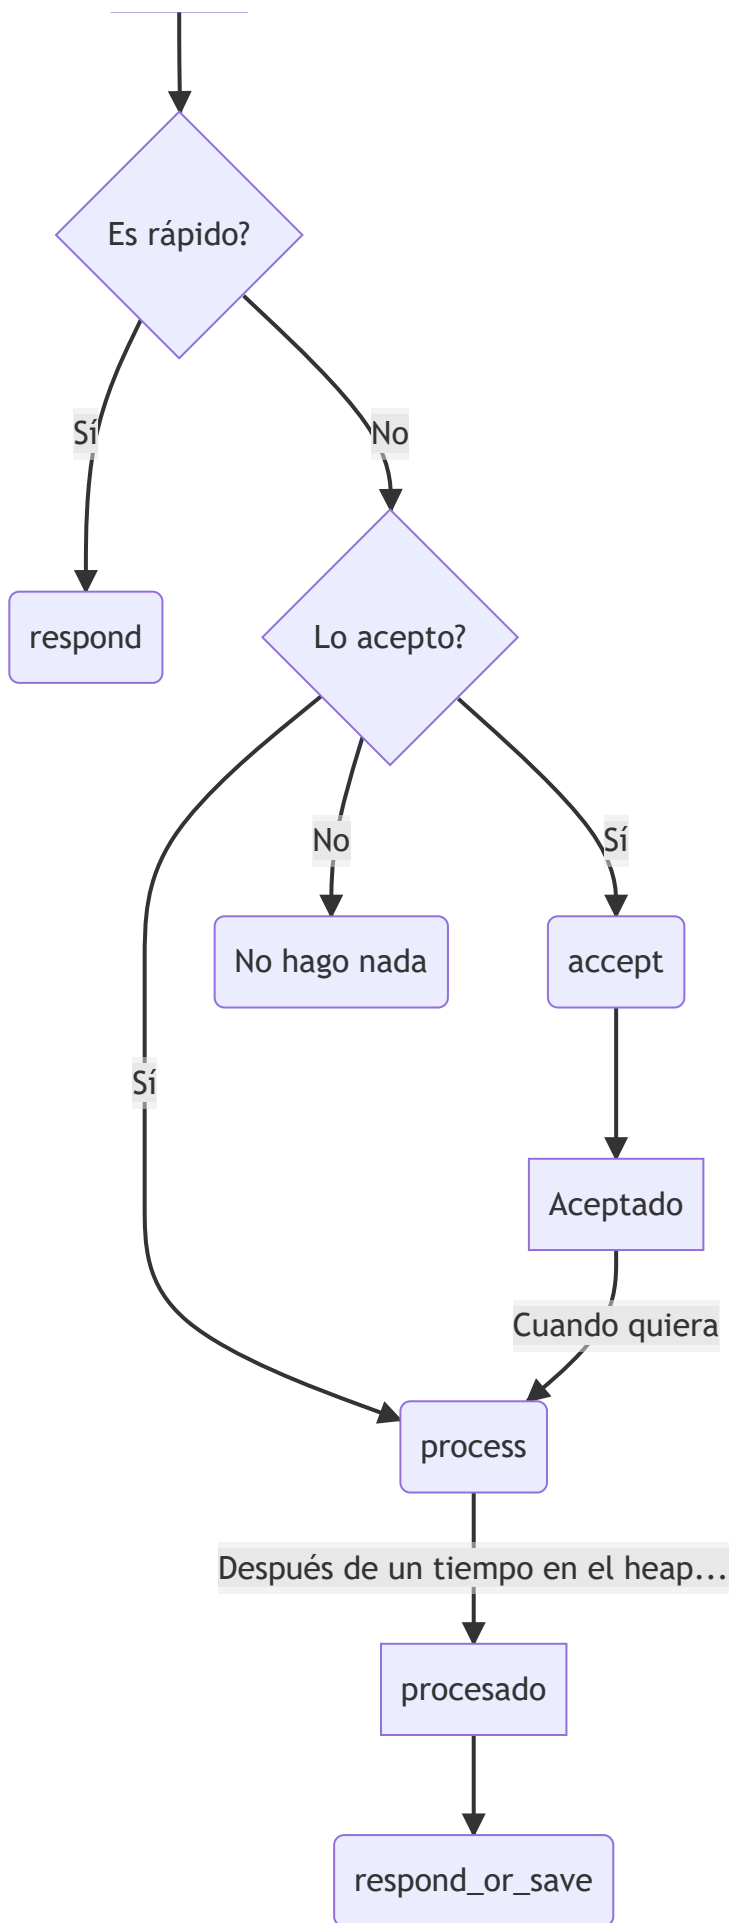 Es rápido?
Sí
No
respond
Lo acepto?
No
Sí
No hago nada
accept
Sí
Aceptado
Cuando quiera
process
Después de un tiempo en el heap...
procesado
respond_or_save